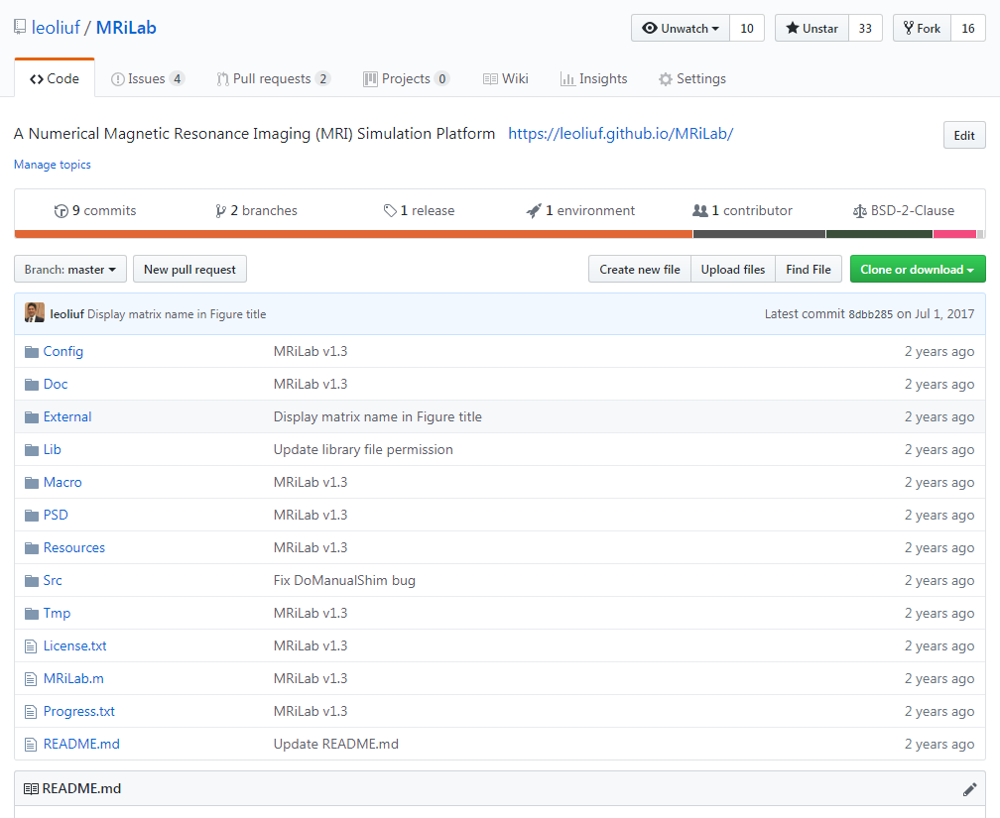 leoliuf / MRiLab
Unwatch 10 Unstar 33 Fork 16
Code Issues 4 Pull requests 2 Projects 0 Wiki Insights Settings
A Numerical Magnetic Resonance Imaging (MRI) Simulation Platform https://leoliuf.github.io/MRiLab/
Edit
Manage topics
9 commits 2 branches 1 release 1 environment 1 contributor BSD-2-Clause
Branch: master New pull request Create new file Upload files Find File Clone or download
leoliuf Display matrix name in Figure title Latest commit 8dbb285 on Jul 1, 2017
Config MRiLab v1.3 2 years ago
Doc MRiLab v1.3 2 years ago
External Display matrix name in Figure title 2 years ago
Lib Update library file permission 2 years ago
Macro MRiLab v1.3 2 years ago
PSD MRiLab v1.3 2 years ago
Resources MRiLab v1.3 2 years ago
Src Fix DoManualShim bug 2 years ago
Tmp MRiLab v1.3 2 years ago
License.txt MRiLab v1.3 2 years ago
MRiLab.m MRiLab v1.3 2 years ago
Progress.txt MRiLab v1.3 2 years ago
README.md Update README.md 2 years ago
README.md